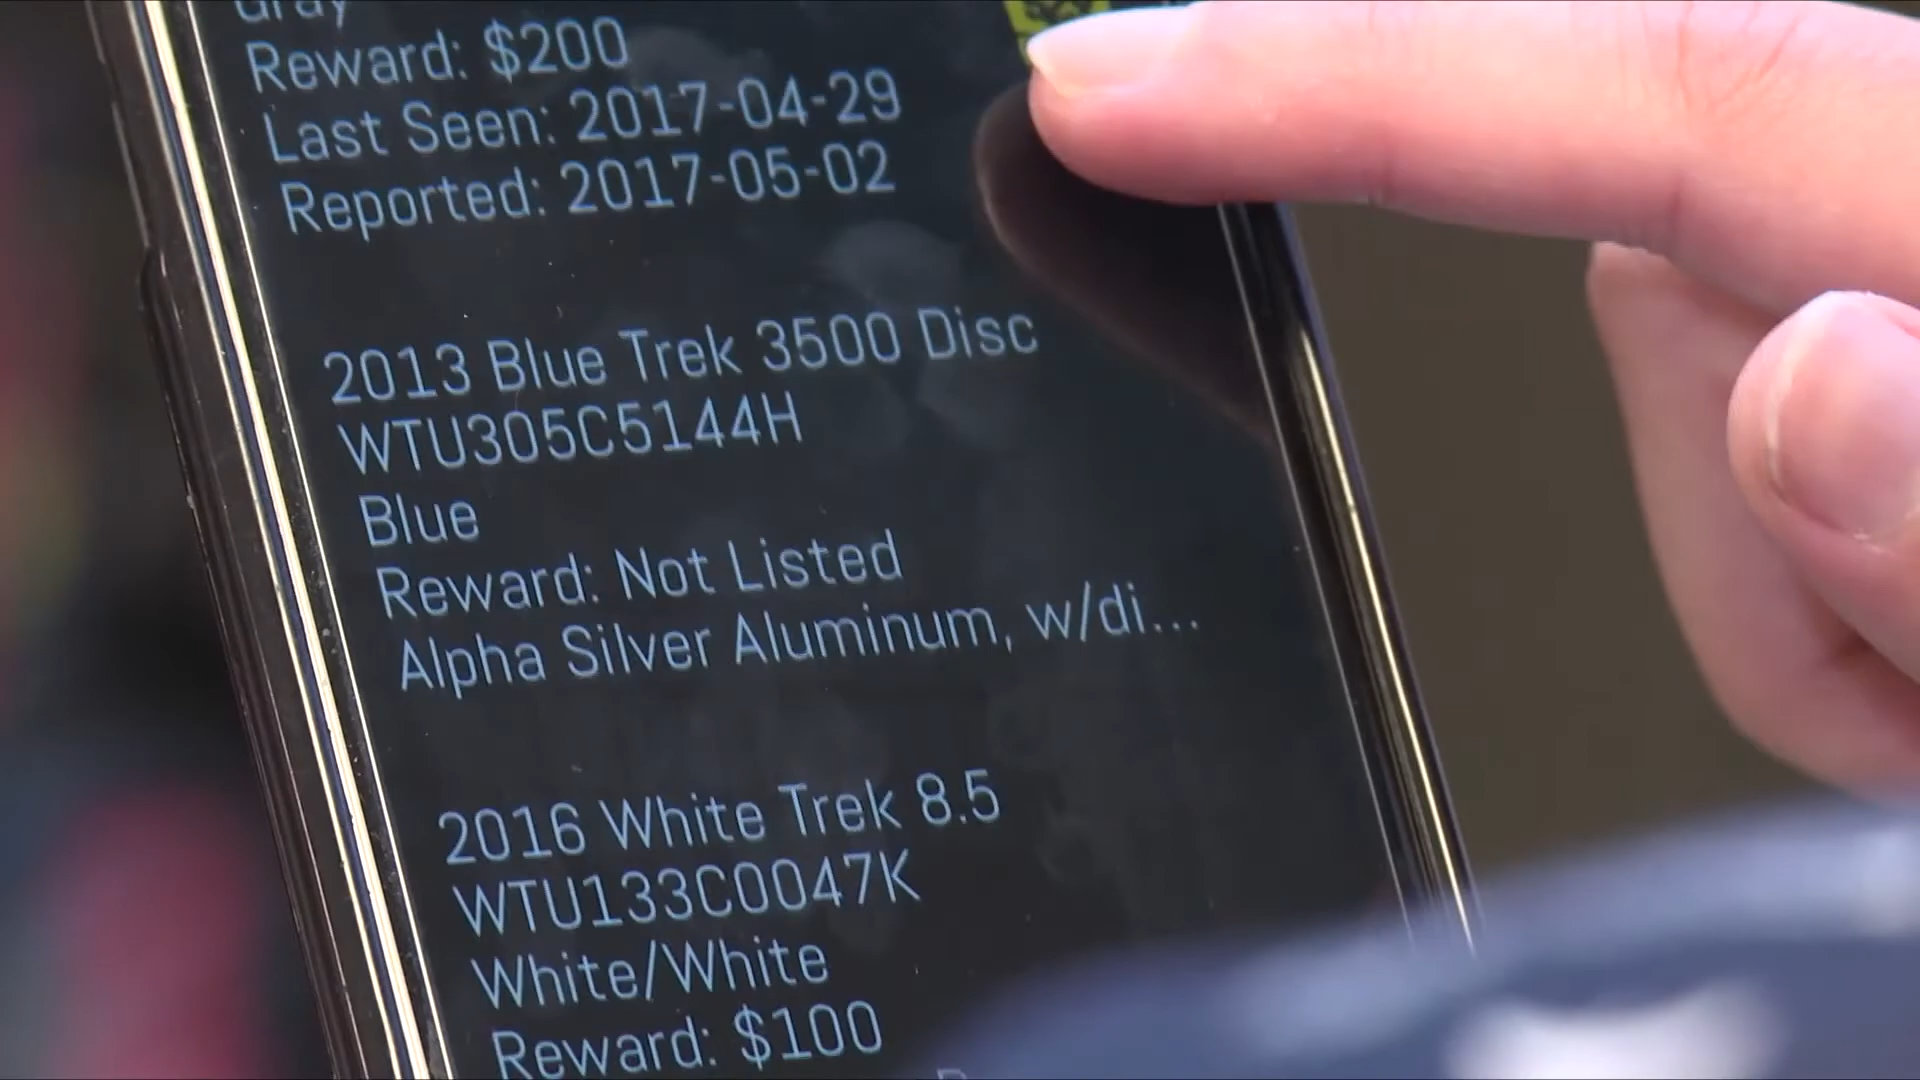 Gray
Reward: $200
Last Seen: 2017-04-29
Reported: 2017-05-02
2013 Blue Trek 3500 Disc
WTU305C5144H
Blue
Reward: Not Listed
Alpha Silver Aluminum, w/di...
2016 White Trek 8.5
WTU133C0047K
White/White
Reward: $100